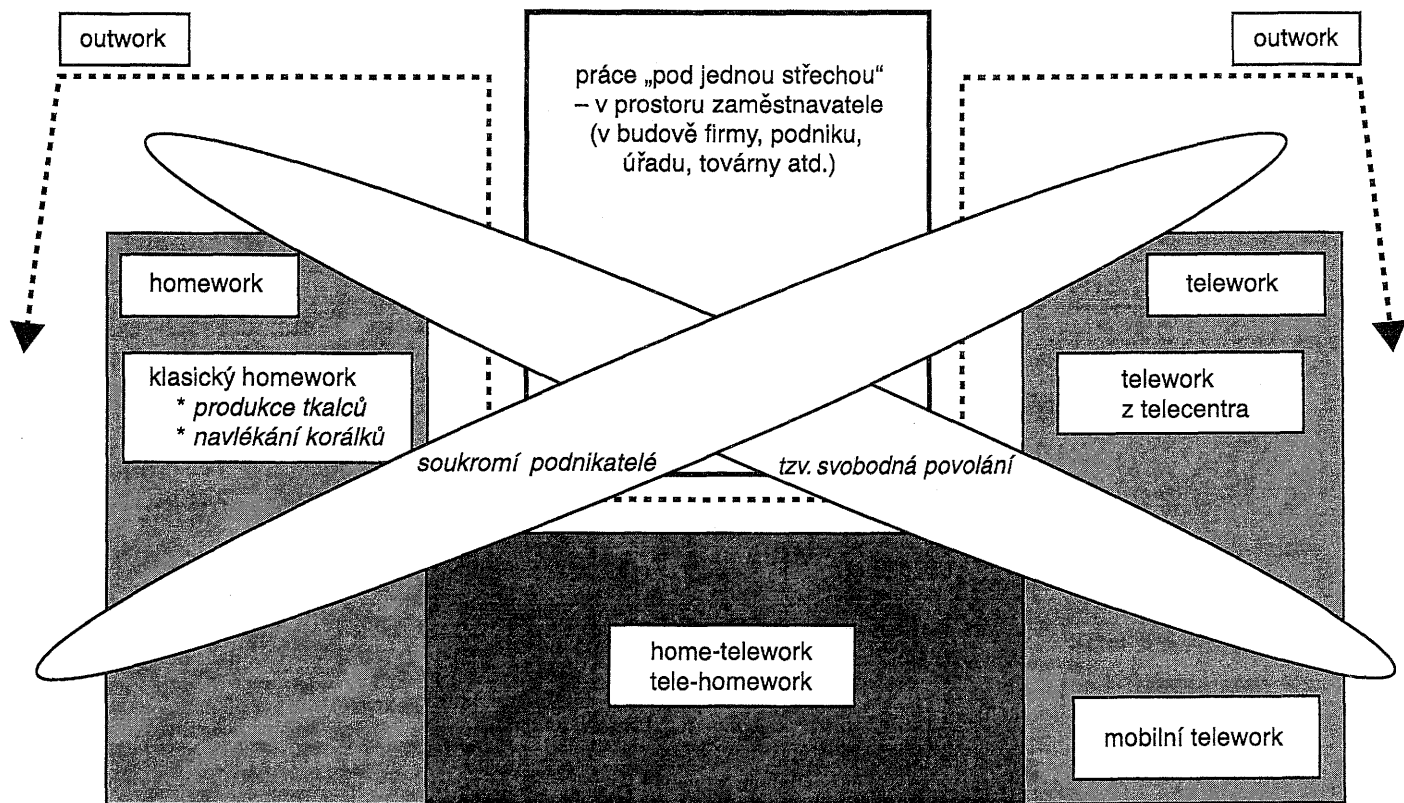 outwork
outwork
práce „pod jednou střechou“
– v prostoru zaměstnavatele
(v budově firmy, podniku,
úřadu, továrny atd.)
homework
telework
klasický homework
* produkce tkalců
* navlékání korálků
telework
z telecentra
soukromí podnikatelé
tzv. svobodná povolání
home-telework
tele-homework
mobilní telework